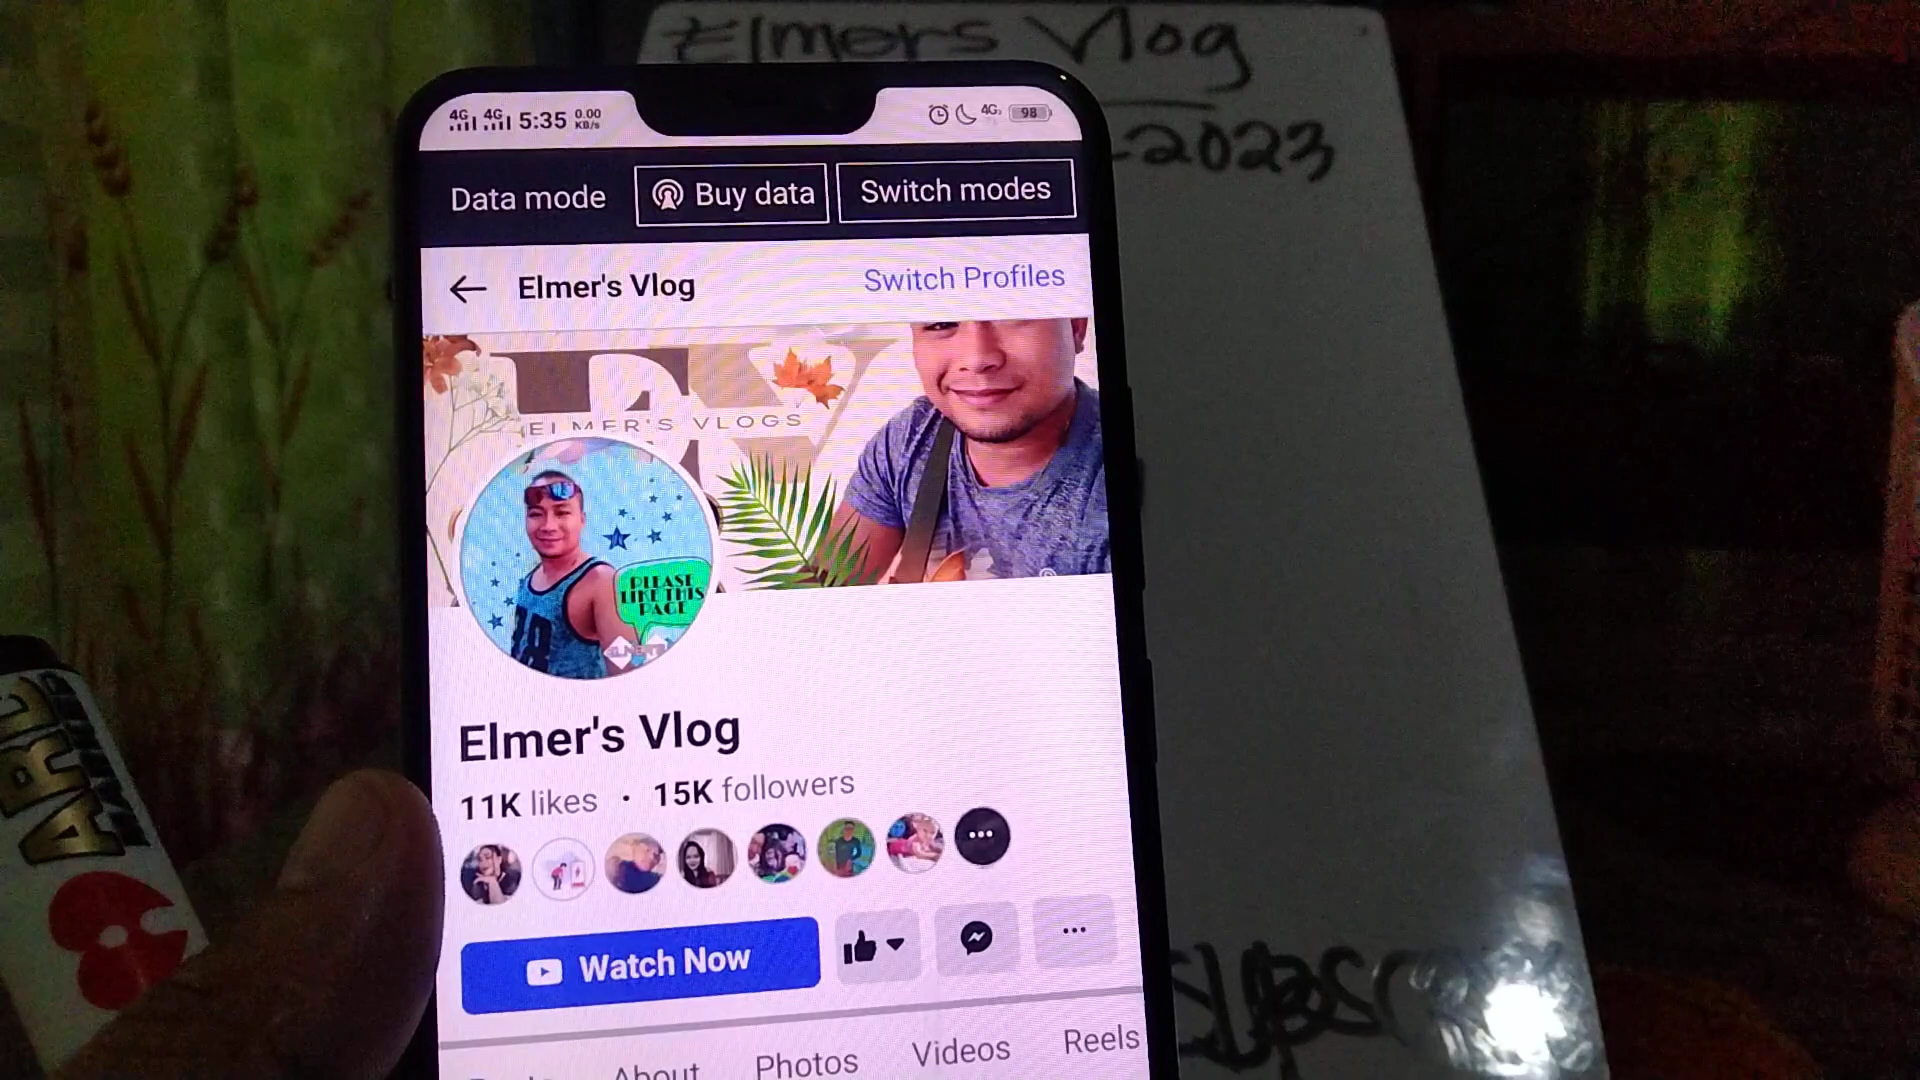 Elmers Vlog
-2023
4G 4G 5:35 0.00 KB/s 4G 98
Data mode Buy data Switch modes
Elmer's Vlog Switch Profiles
ELMER'S VLOGS
PLEASE
LIKE THIS
PAGE
Elmer's Vlog
11K likes · 15K followers
Watch Now
About Photos Videos Reels